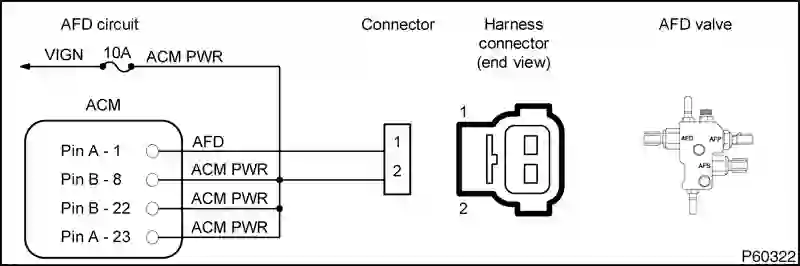 AFD circuit
Connector
Harness
connector
(end view)
AFD valve
VIGN
10A
ACM PWR
ACM
Pin A - 1
AFD
Pin B - 8
ACM PWR
Pin B - 22
ACM PWR
Pin A - 23
ACM PWR
1
2
1
2
AFD
AFP
AFS
P60322